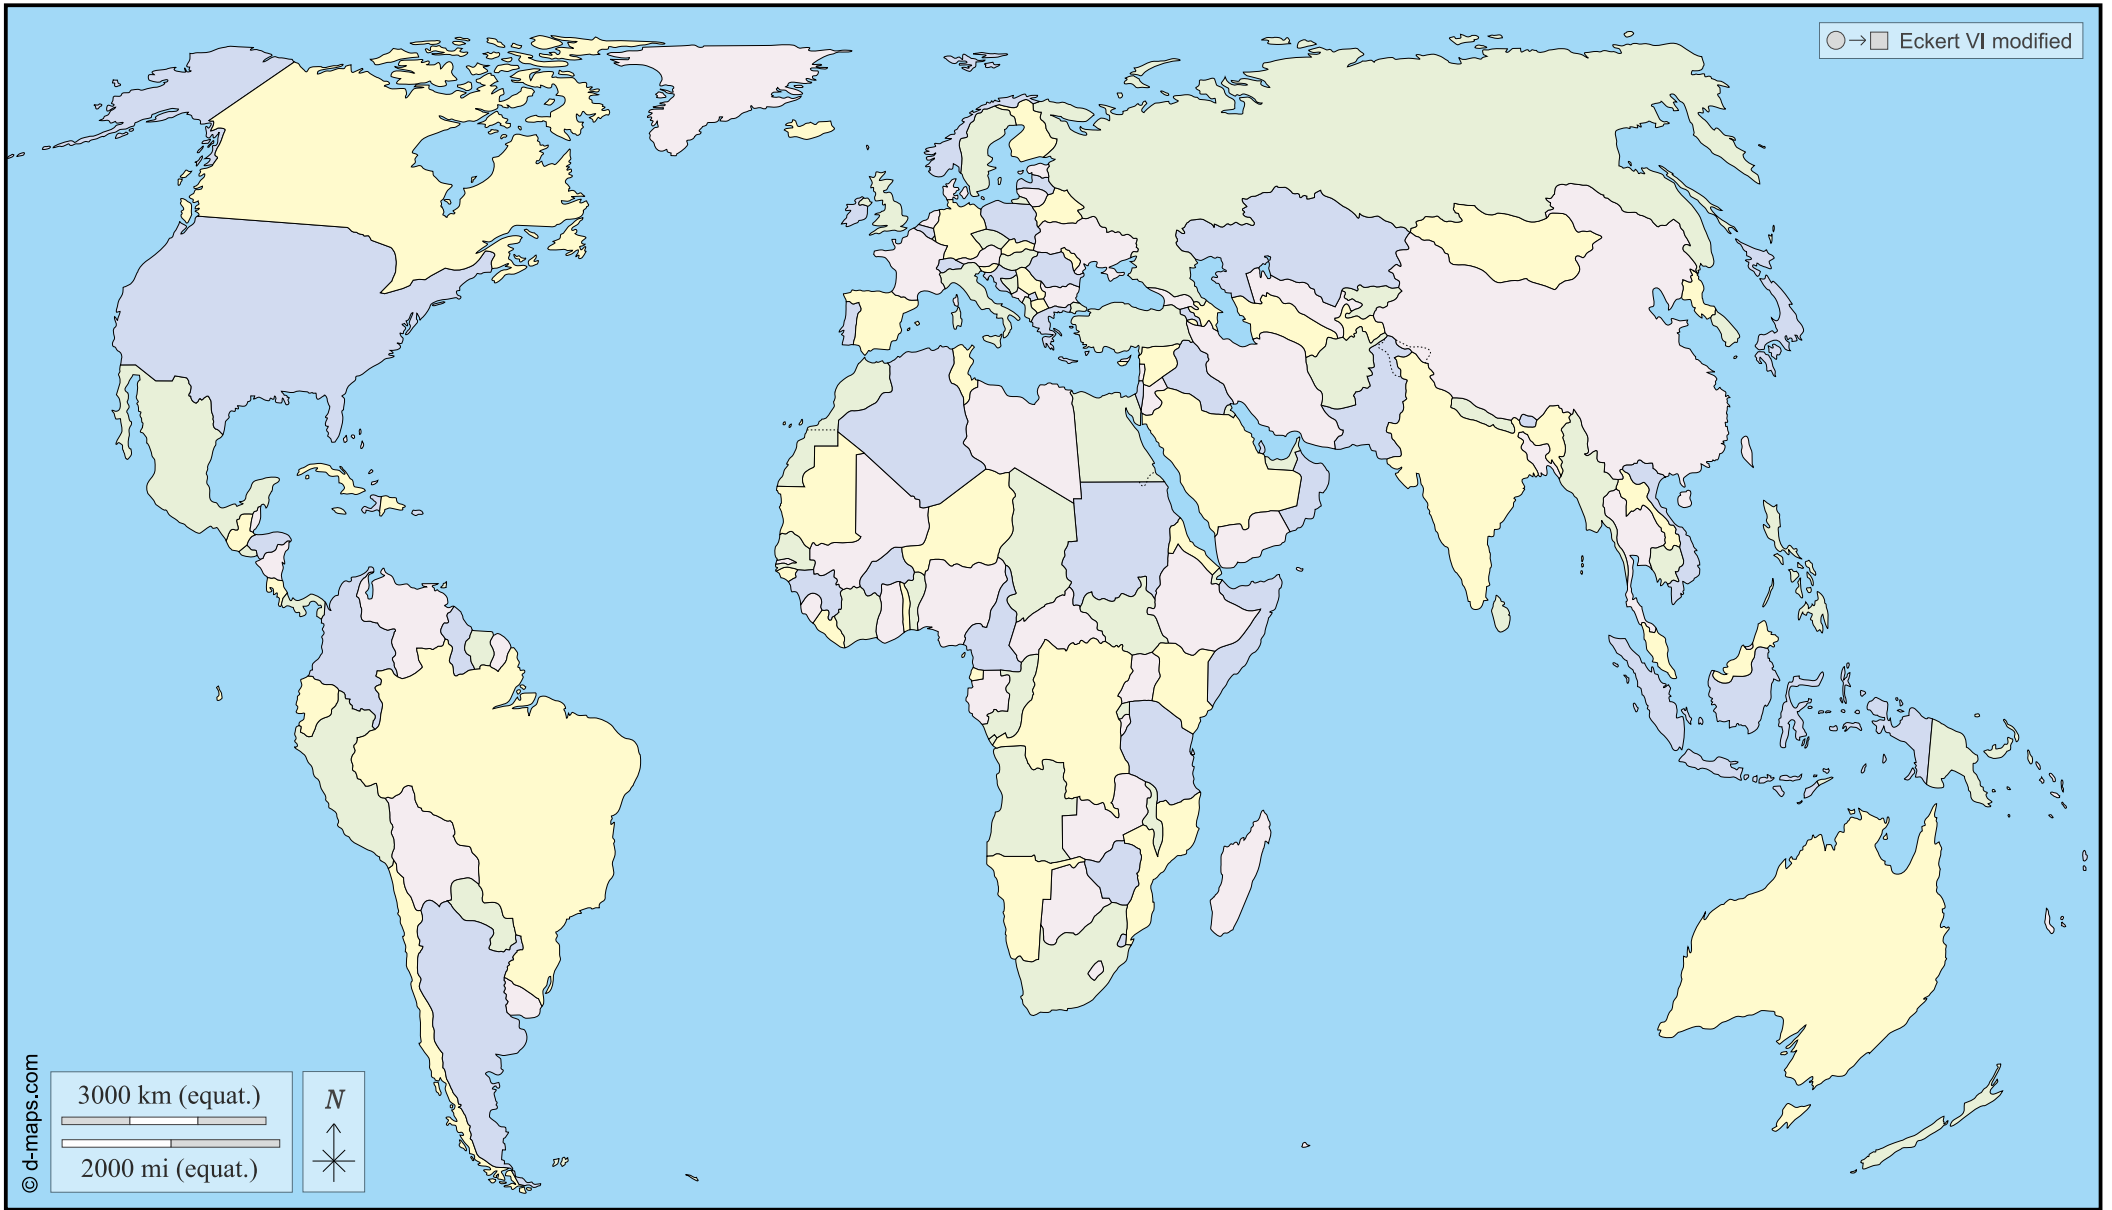 ○→□ Eckert VI modified
© d-maps.com
3000 km (equat.)
2000 mi (equat.)
N